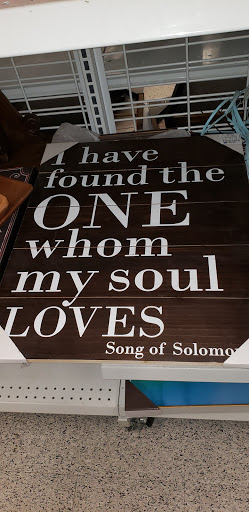 I have
found the
ONE
whom
my soul
LOVES
Song of Solomo